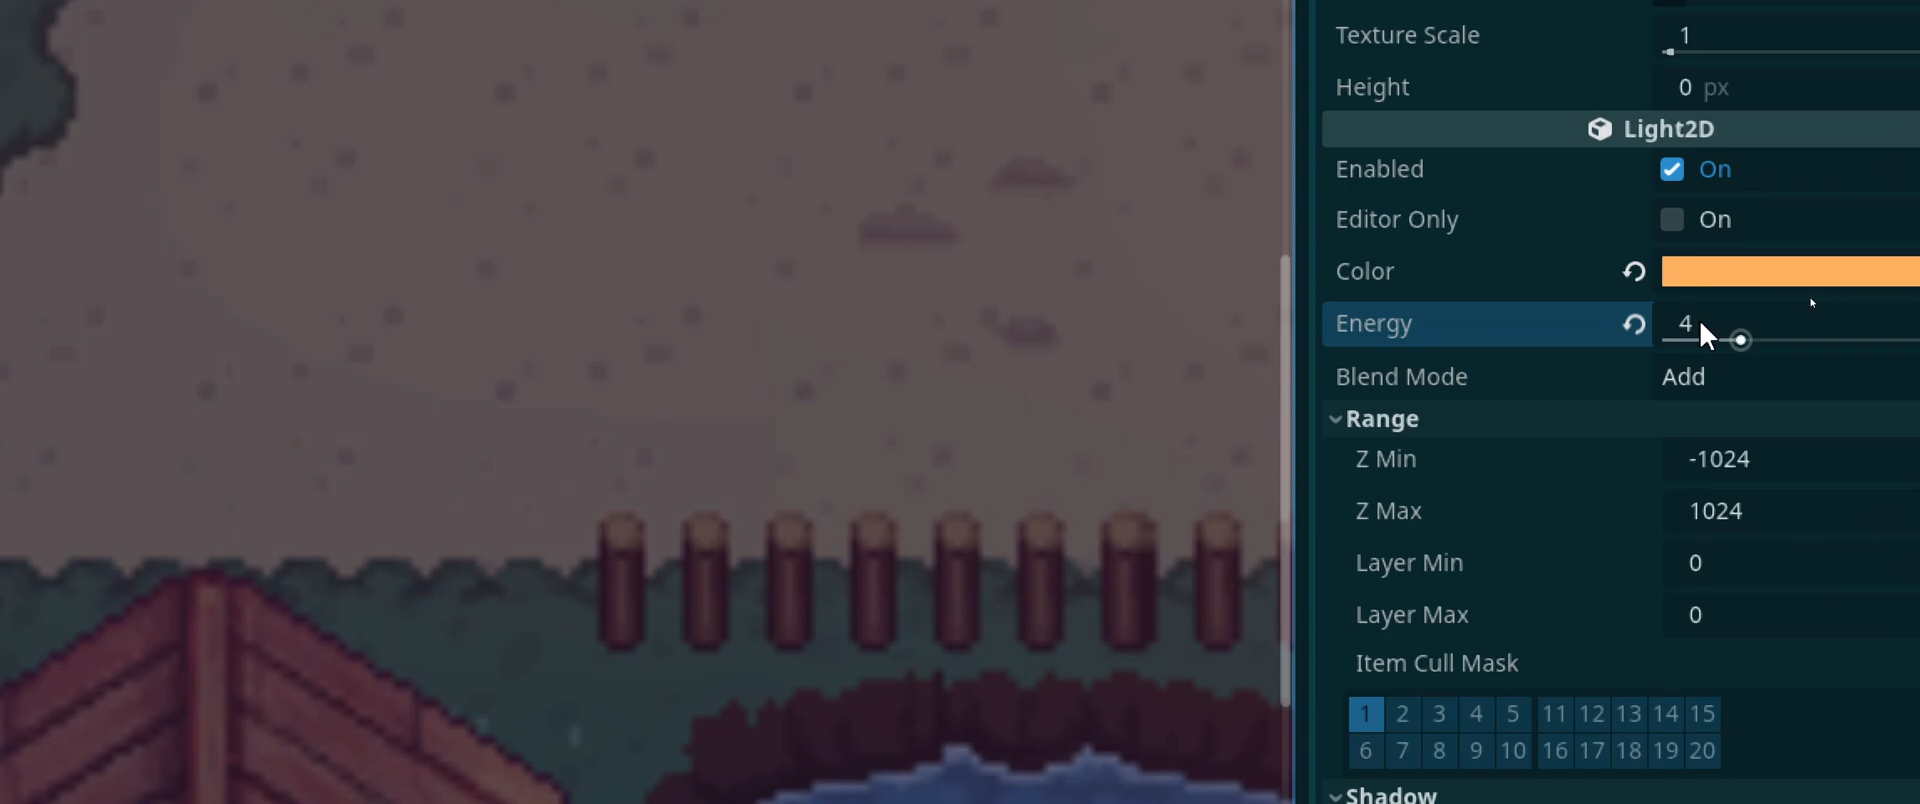 Texture Scale 1
Height 0 px
Light2D
Enabled On
Editor Only On
Color
Energy 4
Blend Mode Add
Range
Z Min -1024
Z Max 1024
Layer Min 0
Layer Max 0
Item Cull Mask
1 2 3 4 5 11 12 13 14 15
6 7 8 9 10 16 17 18 19 20
Shadow